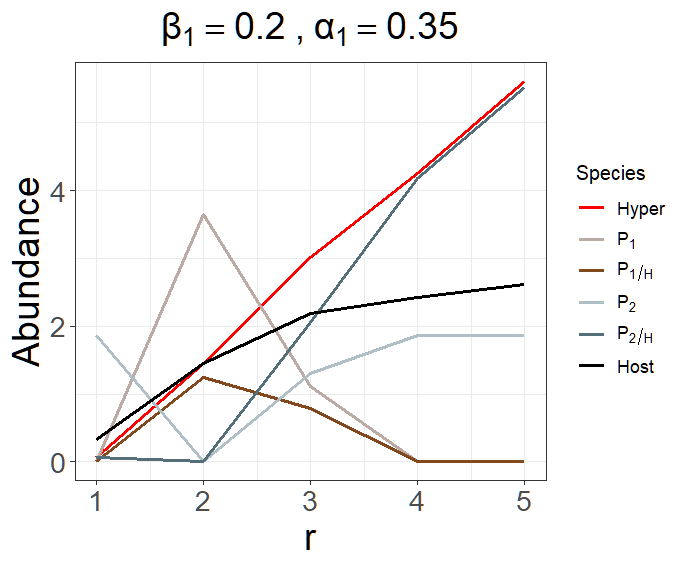 β₁ = 0.2 , α₁ = 0.35
Abundance
4
2
0
1 2 3 4 5
r
Species
Hyper
P₁
P₁/H
P₂
P₂/H
Host